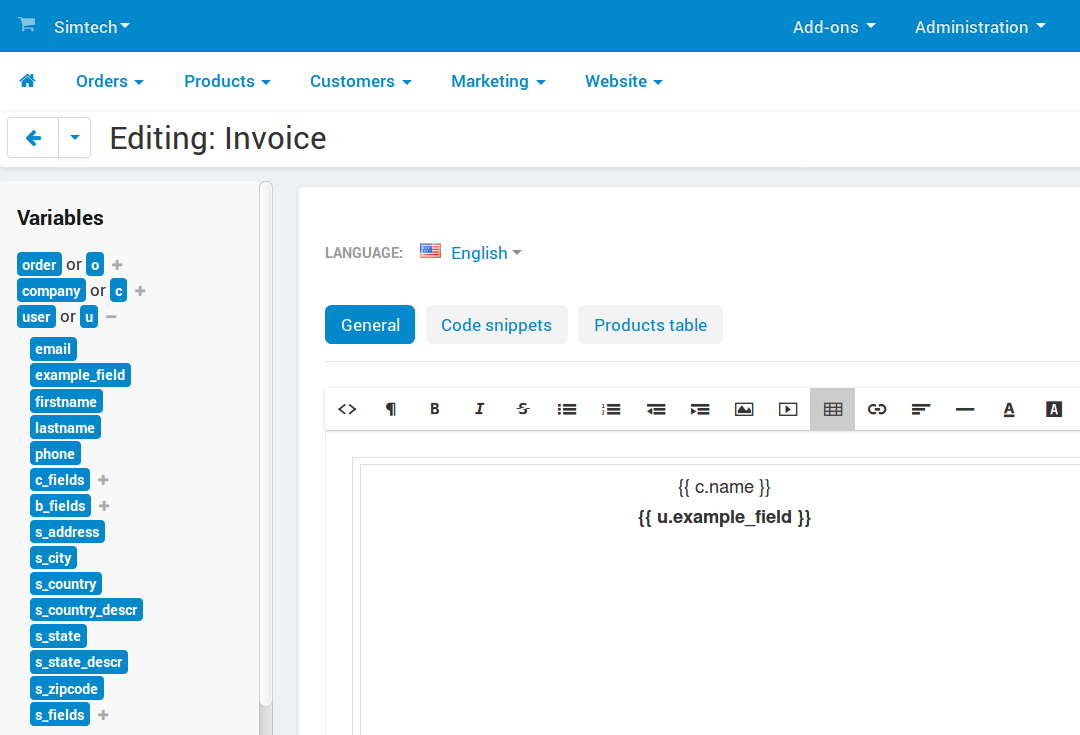 Simtech Add-ons Administration
Orders Products Customers Marketing Website
Editing: Invoice
Variables
order or o
company or c
user or u
email
example_field
firstname
lastname
phone
c_fields
b_fields
s_address
s_city
s_country
s_country_descr
s_state
s_state_descr
s_zipcode
s_fields
LANGUAGE: English
General Code snippets Products table
<> ¶ B I S A A
{{ c.name }}
{{ u.example_field }}